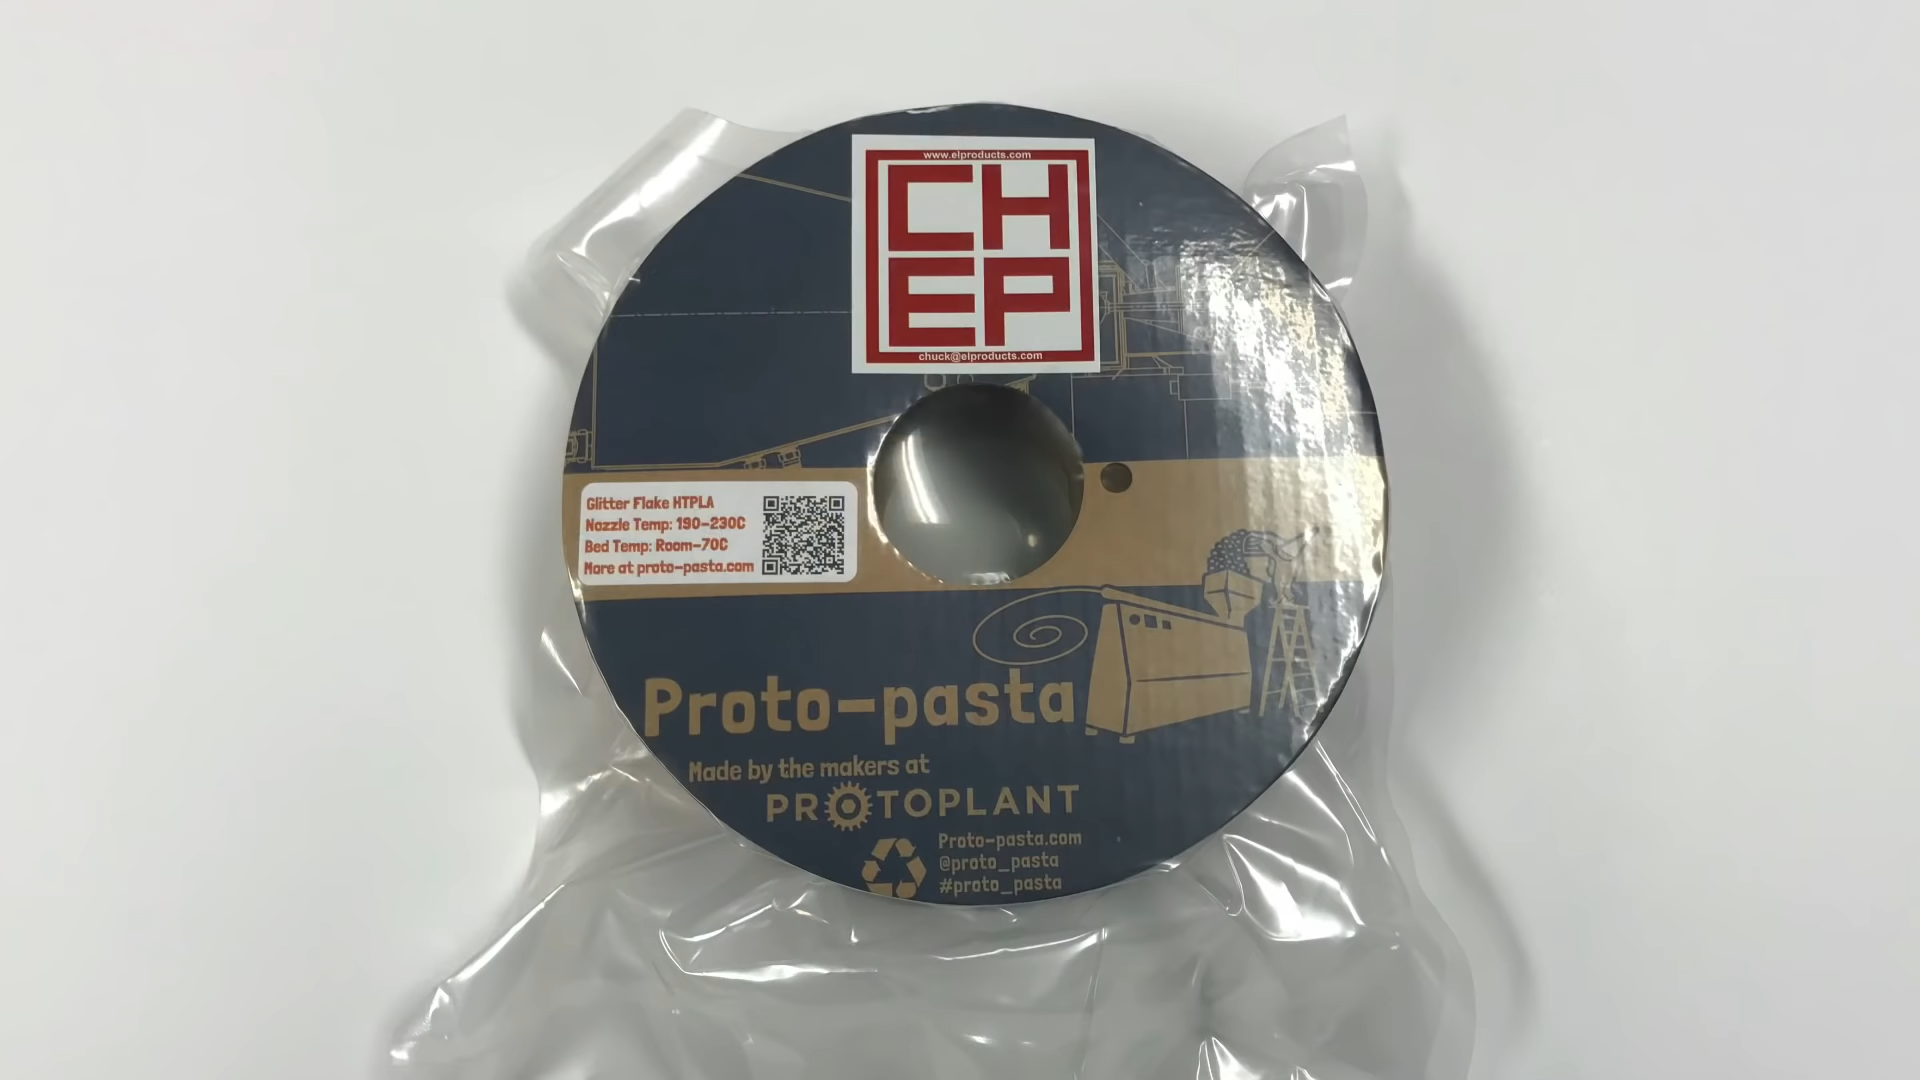 www.elproducts.com
CH
EP
chuck@elproducts.com
Glitter Flake HTPLA
Nozzle Temp: 190-230C
Bed Temp: Room-70C
More at proto-pasta.com
Proto-pasta
Made by the makers at
PROTOPLANT
Proto-pasta.com
@proto_pasta
#proto_pasta